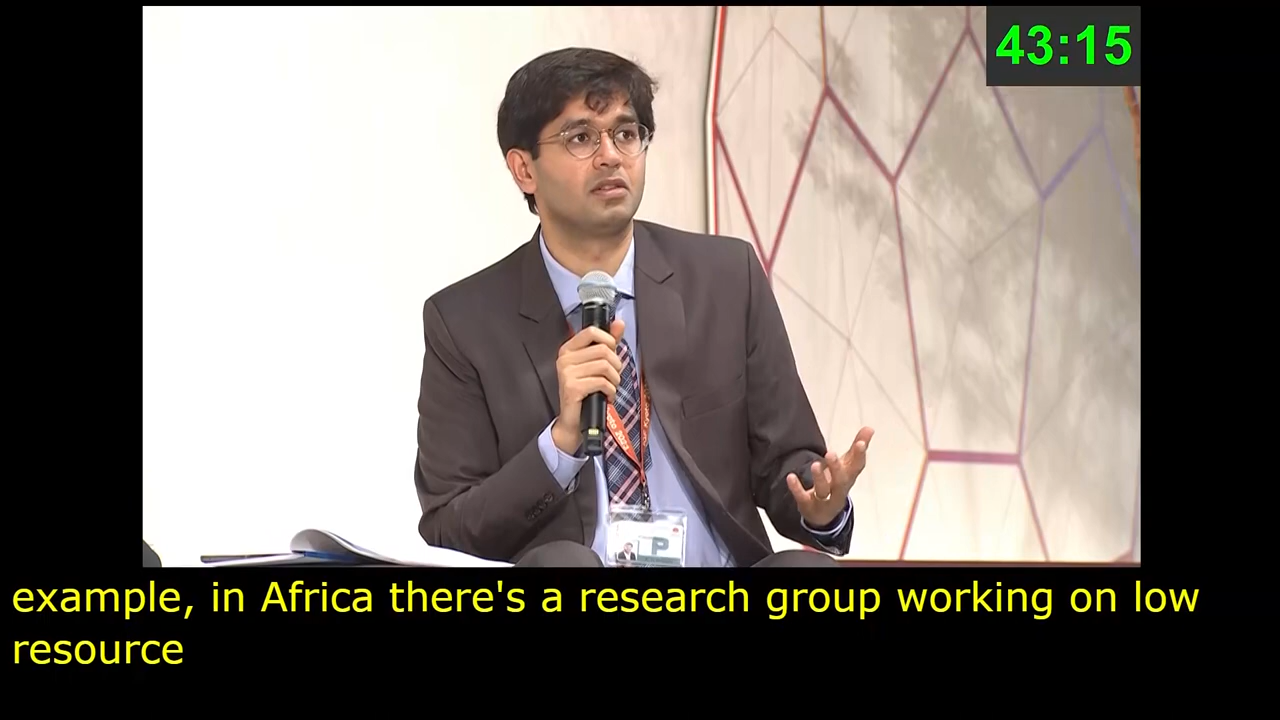 43:15
P
example, in Africa there's a research group working on low
resource